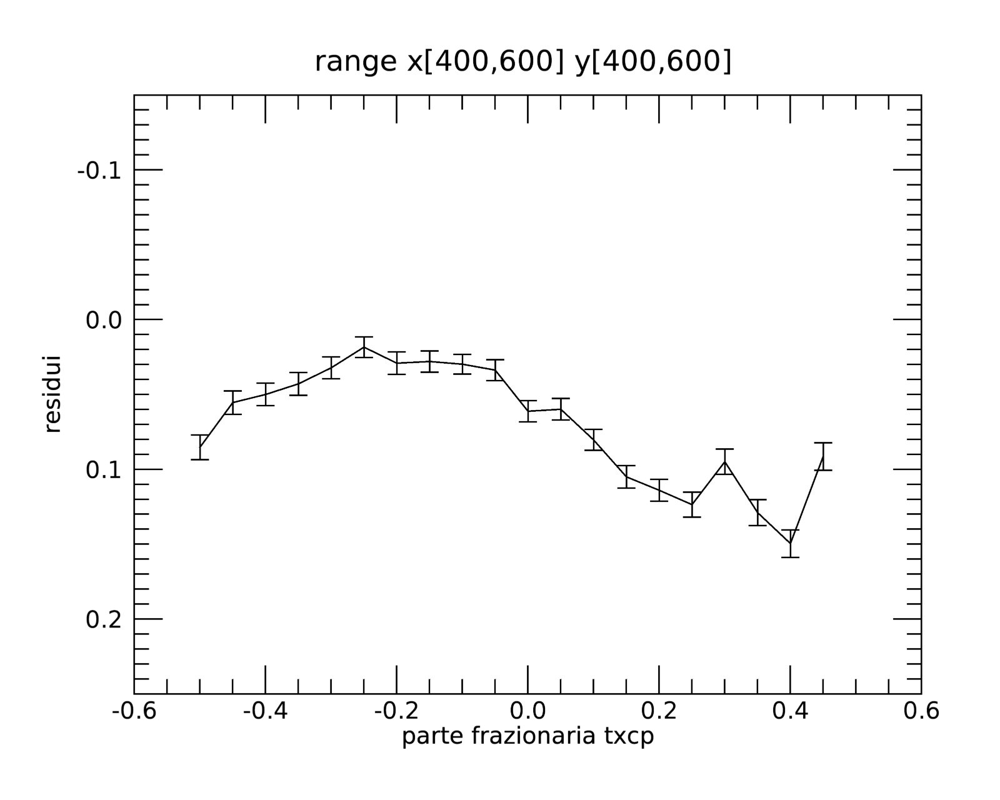 range x[400,600] y[400,600]
-0.1
0.0
0.1
0.2
residui
-0.6 -0.4 -0.2 0.0 0.2 0.4 0.6
parte frazionaria txcp